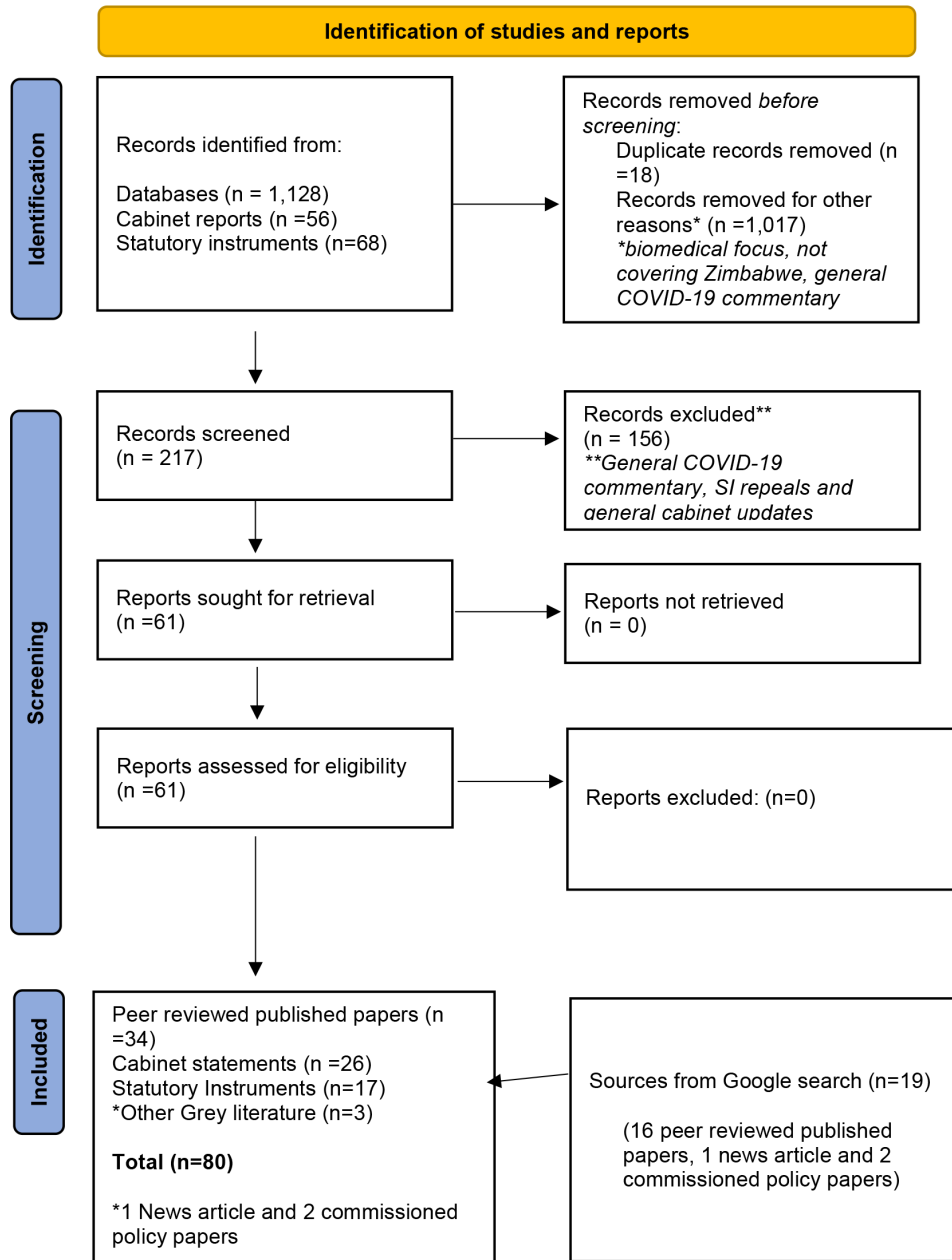 Identification of studies and reports
Identification
Records identified from:
Databases (n = 1,128)
Cabinet reports (n =56)
Statutory instruments (n=68)
Records removed before
screening:
Duplicate records removed (n
=18)
Records removed for other
reasons* (n =1,017)
*biomedical focus, not
covering Zimbabwe, general
COVID-19 commentary
Screening
Records screened
(n = 217)
Records excluded**
(n = 156)
**General COVID-19
commentary, SI repeals and
general cabinet updates
Reports sought for retrieval
(n =61)
Reports not retrieved
(n = 0)
Reports assessed for eligibility
(n =61)
Reports excluded: (n=0)
Included
Peer reviewed published papers (n
=34)
Cabinet statements (n =26)
Statutory Instruments (n=17)
*Other Grey literature (n=3)
Total (n=80)
*1 News article and 2 commissioned
policy papers
Sources from Google search (n=19)
(16 peer reviewed published
papers, 1 news article and 2
commissioned policy papers)